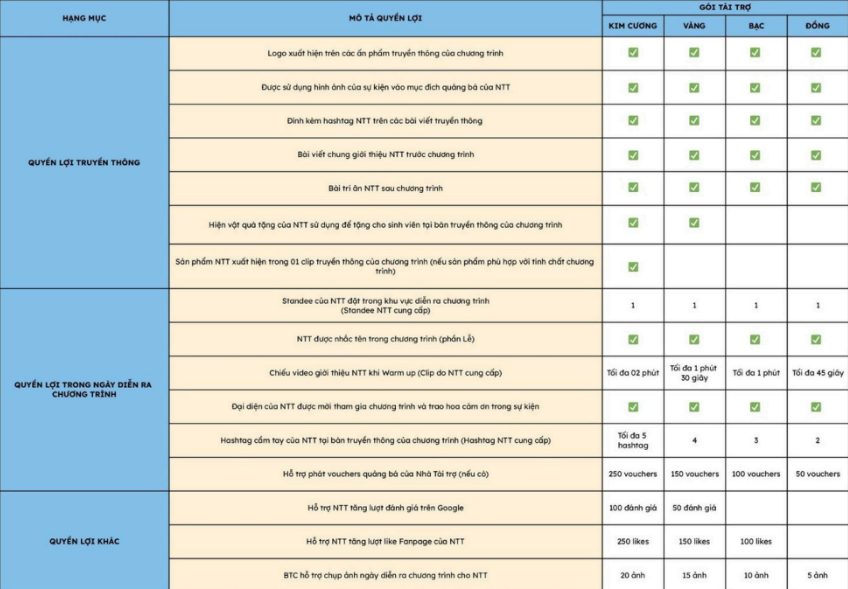 HẠNG MỤC
MÔ TẢ QUYỀN LỢI
GÓI TÀI TRỢ
KIM CƯƠNG VÀNG BẠC ĐỒNG
QUYỀN LỢI TRUYỀN THÔNG
Logo xuất hiện trên các ấn phẩm truyền thông của chương trình ✅ ✅ ✅ ✅
Được sử dụng hình ảnh của sự kiện vào mục đích quảng bá của NTT ✅ ✅ ✅ ✅
Đính kèm hashtag NTT trên các bài viết truyền thông ✅ ✅ ✅ ✅
Bài viết chung giới thiệu NTT trước chương trình ✅ ✅ ✅ ✅
Bài tri ân NTT sau chương trình ✅ ✅ ✅ ✅
Hiện vật quà tặng của NTT sử dụng để tặng cho sinh viên tại bàn truyền thông của chương trình ✅ ✅
Sản phẩm NTT xuất hiện trong 01 clip truyền thông của chương trình (nếu sản phẩm phù hợp với tính chất chương
trình) ✅
QUYỀN LỢI TRONG NGÀY DIỄN RA
CHƯƠNG TRÌNH
Standee của NTT đặt trong khu vực diễn ra chương trình
(Standee NTT cung cấp) 1 1 1 1
NTT được nhắc tên trong chương trình (phần Lễ) ✅ ✅ ✅ ✅
Chiếu video giới thiệu NTT khi Warm up (Clip do NTT cung cấp) Tối đa 02 phút Tối đa 1 phút 30 giây Tối đa 1 phút Tối đa 45 giây
Đại diện của NTT được mời tham gia chương trình và trao hoa cảm ơn trong sự kiện ✅ ✅ ✅ ✅
Hashtag cầm tay của NTT tại bàn truyền thông của chương trình (Hashtag NTT cung cấp) Tối đa 5 hashtag 4 3 2
Hỗ trợ phát vouchers quảng bá của Nhà Tài trợ (nếu có) 250 vouchers 150 vouchers 100 vouchers 50 vouchers
QUYỀN LỢI KHÁC
Hỗ trợ NTT tăng lượt đánh giá trên Google 100 đánh giá 50 đánh giá
Hỗ trợ NTT tăng lượt like Fanpage của NTT 250 likes 150 likes 100 likes
BTC hỗ trợ chụp ảnh ngày diễn ra chương trình cho NTT 20 ảnh 15 ảnh 10 ảnh 5 ảnh